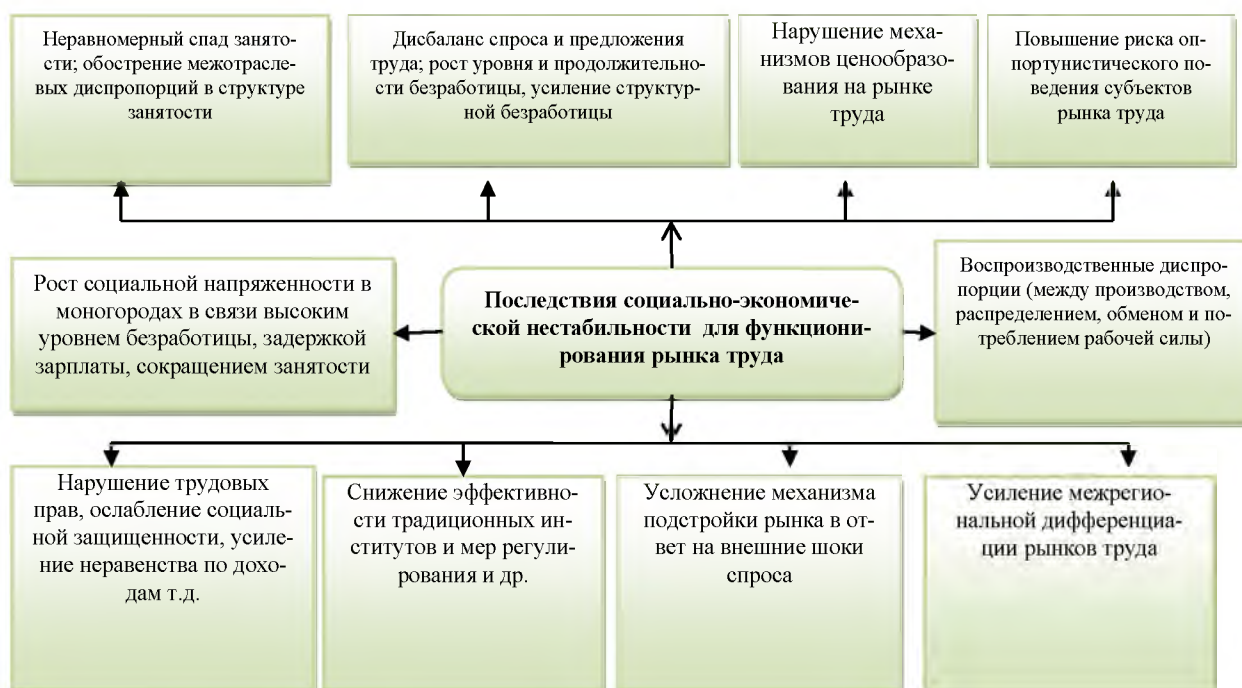 Неравномерный спад занято-
сти; обострение межотрасле-
вых диспропорций в структуре
занятости
Дисбаланс спроса и предложения
труда; рост уровня и продолжительно-
сти безработицы, усиление структур-
ной безработицы
Нарушение меха-
низмов ценообразо-
вания на рынке
труда
Повышение риска оп-
портунистического по-
ведения субъектов
рынка труда
Рост социальной напряженности в
моногородах в связи высоким
уровнем безработицы, задержкой
зарплаты, сокращением занятости
Последствия социально-экономиче-
ской нестабильности для функциони-
рования рынка труда
Воспроизводственные диспро-
порции (между производством,
распределением, обменом и по-
треблением рабочей силы)
Нарушение трудовых
прав, ослабление социаль-
ной защищенности, усиле-
ние неравенства по дохо-
дам т.д.
Снижение эффективно-
сти традиционных ин-
ститутов и мер регули-
рования и др.
Усложнение механизма
подстройки рынка в от-
вет на внешние шоки
спроса
Усиление межрегио-
нальной дифференциа-
ции рынков труда